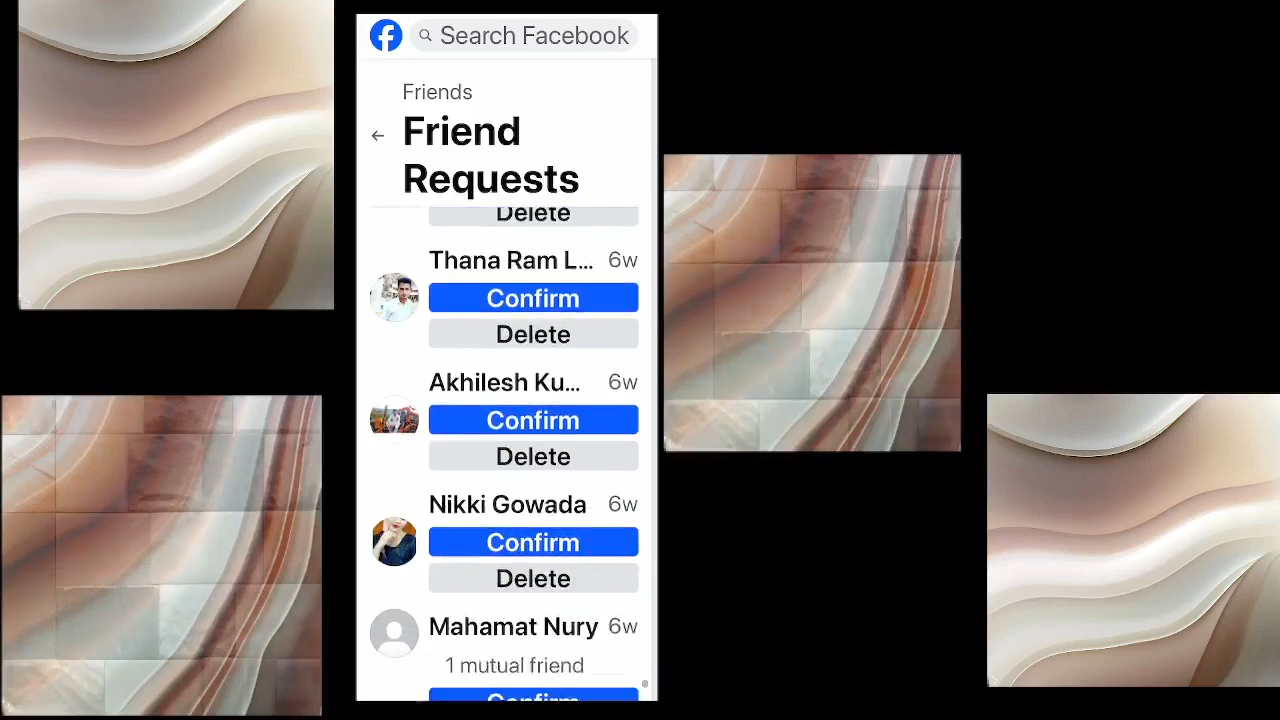 Search Facebook
Friends
Friend
Requests
Delete
Thana Ram L... 6w
Confirm
Delete
Akhilesh Ku... 6w
Confirm
Delete
Nikki Gowada 6w
Confirm
Delete
Mahamat Nury 6w
1 mutual friend
Confirm